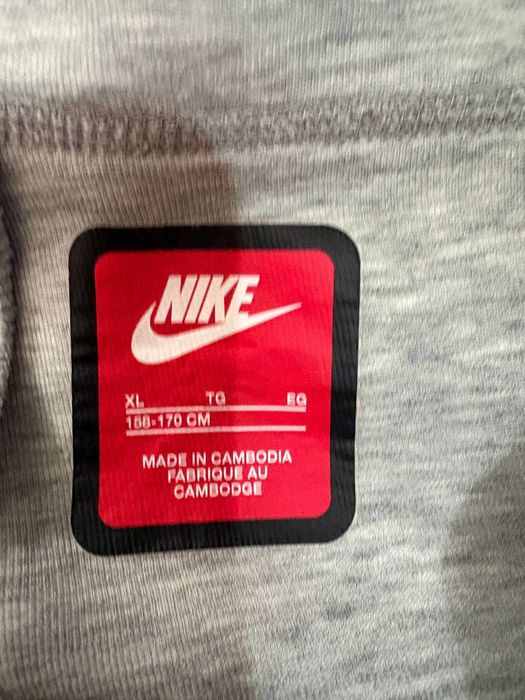 NIKE
XL TG EG
158-170 CM
MADE IN CAMBODIA
FABRIQUE AU
CAMBODGE